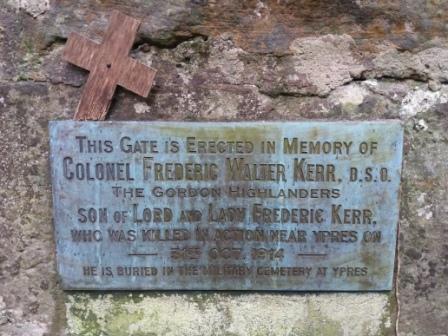 THIS GATE IS ERECTED IN MEMORY OF
COLONEL FREDERIC WALTER KERR. D.S.O.
THE GORDON HIGHLANDERS
SON OF LORD AND LADY FREDERIC KERR.
WHO WAS KILLED IN ACTION NEAR YPRES ON
31ST OCT. 1914
HE IS BURIED IN THE MILITARY CEMETERY AT YPRES